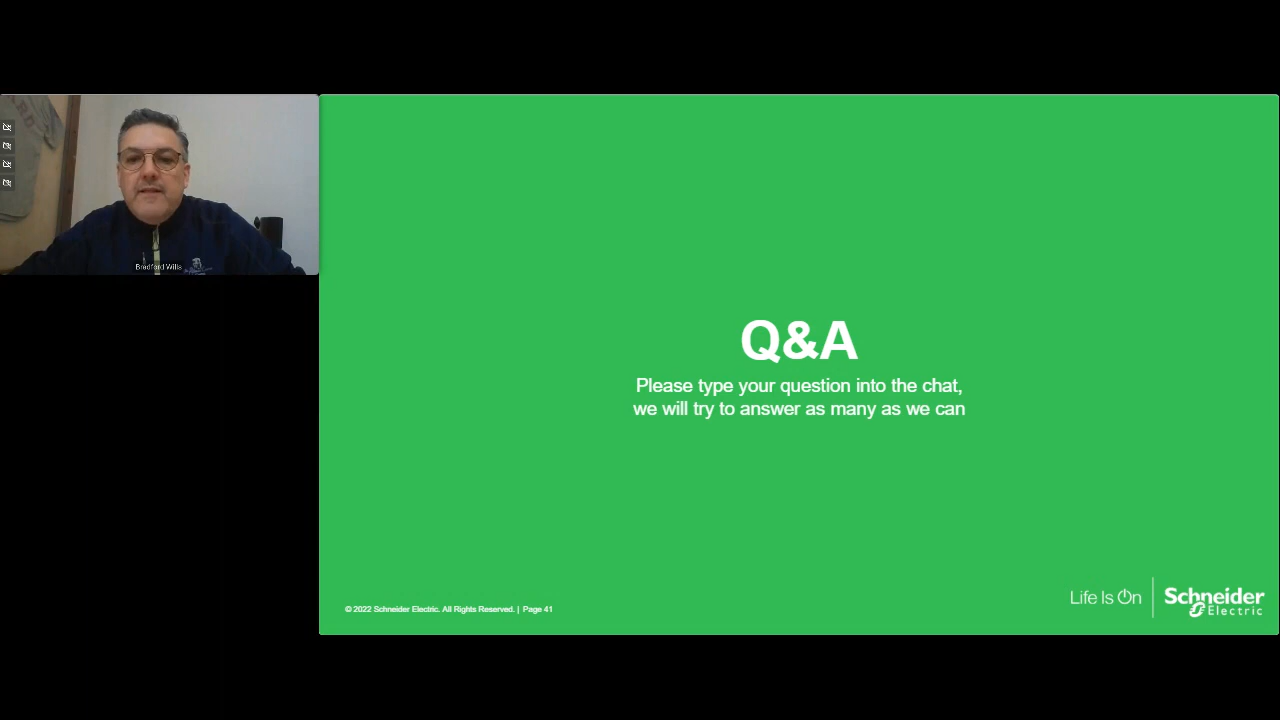 Bradford Wills
Q&A
Please type your question into the chat,
we will try to answer as many as we can
© 2022 Schneider Electric. All Rights Reserved. | Page 41
Life Is On
Schneider
Electric